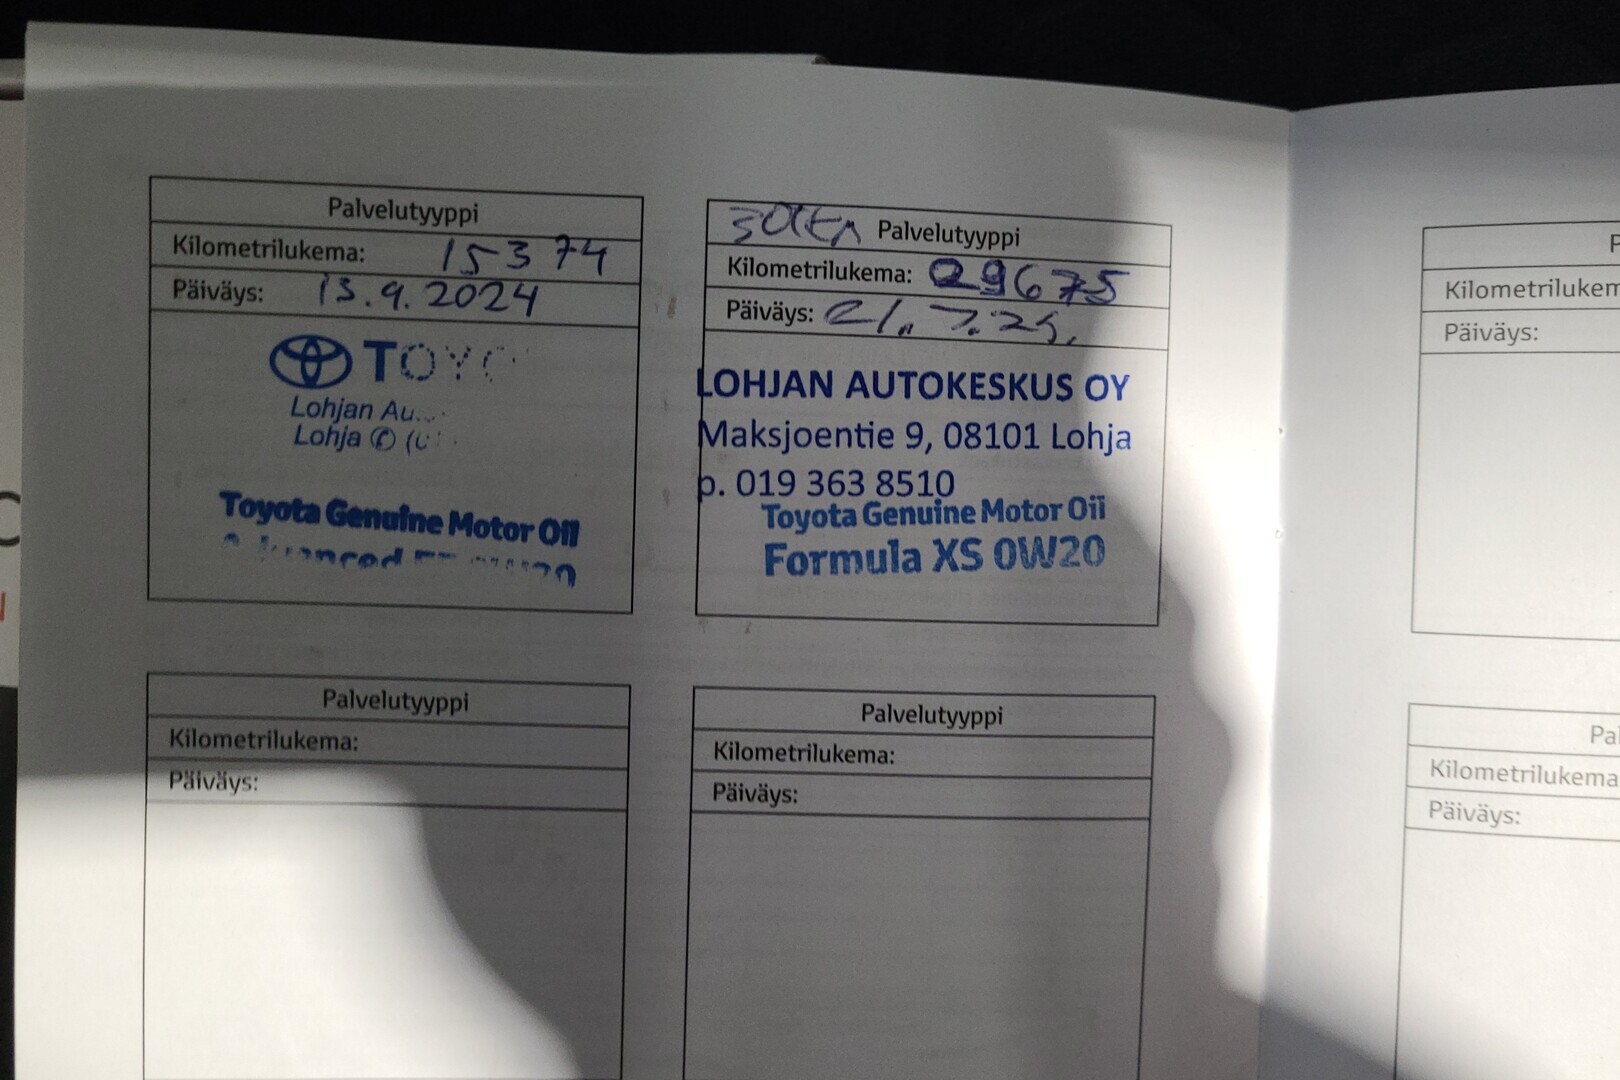 Palvelutyyppi
Kilometrilukema: 15374
Päiväys: 13.9.2024
TOYO
Lohjan Au
Lohja
Toyota Genuine Motor Oil
Palvelutyyppi
Kilometrilukema: 29675
Päiväys: 21.7.25.
LOHJAN AUTOKESKUS OY
Maksjoentie 9, 08101 Lohja
p. 019 363 8510
Toyota Genuine Motor Oil
Formula XS 0W20
Palvelutyyppi
Kilometrilukema:
Päiväys:
Palvelutyyppi
Kilometrilukema:
Päiväys:
P
Kilometrilukem
Päiväys:
Pal
Kilometrilukema
Päiväys: